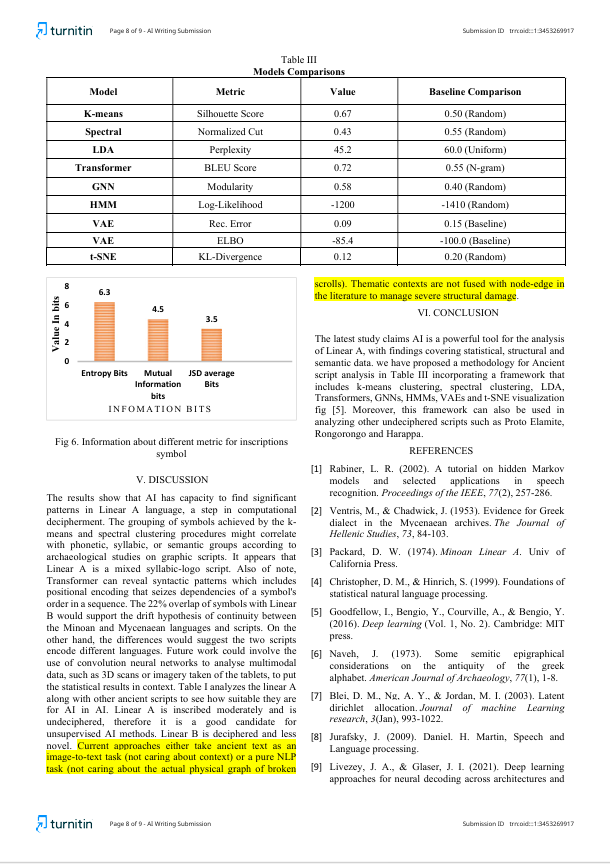 turnitin Page 8 of 9 - AI Writing Submission Submission ID trn:oid:::1:3453269917
Table III
Models Comparisons
Model Metric Value Baseline Comparison
K-means Silhouette Score 0.67 0.50 (Random)
Spectral Normalized Cut 0.43 0.55 (Random)
LDA Perplexity 45.2 60.0 (Uniform)
Transformer BLEU Score 0.72 0.55 (N-gram)
GNN Modularity 0.58 0.40 (Random)
HMM Log-Likelihood -1200 -1410 (Random)
VAE Rec. Error 0.09 0.15 (Baseline)
VAE ELBO -85.4 -100.0 (Baseline)
t-SNE KL-Divergence 0.12 0.20 (Random)
Value In bits
8
6
4
2
0
6.3
4.5
3.5
Entropy Bits
Mutual
Information
bits
JSD average
Bits
INFOMATION BITS
Fig 6. Information about different metric for inscriptions
symbol
V. DISCUSSION
The results show that AI has capacity to find significant
patterns in Linear A language, a step in computational
decipherment. The grouping of symbols achieved by the k-
means and spectral clustering procedures might correlate
with phonetic, syllabic, or semantic groups according to
archaeological studies on graphic scripts. It appears that
Linear A is a mixed syllabic-logo script. Also of note,
Transformer can reveal syntactic patterns which includes
positional encoding that seizes dependencies of a symbol's
order in a sequence. The 22% overlap of symbols with Linear
B would support the drift hypothesis of continuity between
the Minoan and Mycenaean languages and scripts. On the
other hand, the differences would suggest the two scripts
encode different languages. Future work could involve the
use of convolution neural networks to analyse multimodal
data, such as 3D scans or imagery taken of the tablets, to put
the statistical results in context. Table I analyzes the linear A
along with other ancient scripts to see how suitable they are
for AI in AI. Linear A is inscribed moderately and is
undeciphered, therefore it is a good candidate for
unsupervised AI methods. Linear B is deciphered and less
novel. Current approaches either take ancient text as an
image-to-text task (not caring about context) or a pure NLP
task (not caring about the actual physical graph of broken
scrolls). Thematic contexts are not fused with node-edge in
the literature to manage severe structural damage.
VI. CONCLUSION
The latest study claims AI is a powerful tool for the analysis
of Linear A, with findings covering statistical, structural and
semantic data. we have proposed a methodology for Ancient
script analysis in Table III incorporating a framework that
includes k-means clustering, spectral clustering, LDA,
Transformers, GNNs, HMMs, VAEs and t-SNE visualization
fig [5]. Moreover, this framework can also be used in
analyzing other undeciphered scripts such as Proto Elamite,
Rongorongo and Harappa.
REFERENCES
[1] Rabiner, L. R. (2002). A tutorial on hidden Markov
models and selected applications in speech
recognition. Proceedings of the IEEE, 77(2), 257-286.
[2] Ventris, M., & Chadwick, J. (1953). Evidence for Greek
dialect in the Mycenaean archives. The Journal of
Hellenic Studies, 73, 84-103.
[3] Packard, D. W. (1974). Minoan Linear A. Univ of
California Press.
[4] Christopher, D. M., & Hinrich, S. (1999). Foundations of
statistical natural language processing.
[5] Goodfellow, I., Bengio, Y., Courville, A., & Bengio, Y.
(2016). Deep learning (Vol. 1, No. 2). Cambridge: MIT
press.
[6] Naveh, J. (1973). Some semitic epigraphical
considerations on the antiquity of the greek
alphabet. American Journal of Archaeology, 77(1), 1-8.
[7] Blei, D. M., Ng, A. Y., & Jordan, M. I. (2003). Latent
dirichlet allocation. Journal of machine Learning
research, 3(Jan), 993-1022.
[8] Jurafsky, J. (2009). Daniel. H. Martin, Speech and
Language processing.
[9] Livezey, J. A., & Glaser, J. I. (2021). Deep learning
approaches for neural decoding across architectures and
turnitin Page 8 of 9 - AI Writing Submission Submission ID trn:oid:::1:3453269917